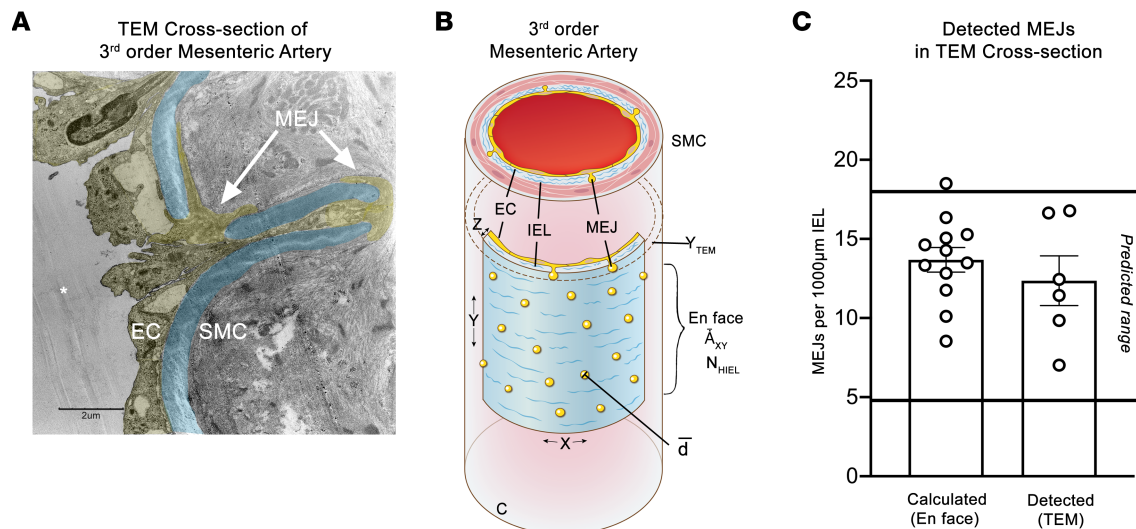 A
TEM Cross-section of
3rd order Mesenteric Artery
MEJ
*
EC
SMC
2um
B
3rd order
Mesenteric Artery
SMC
EC
IEL
MEJ
Z
YTEM
Y
En face
ĂXY
NHIEL
X
d̅
C
C
Detected MEJs
in TEM Cross-section
MEJs per 1000µm IEL
25
20
15
10
5
0
Predicted range
Calculated
(En face)
Detected
(TEM)